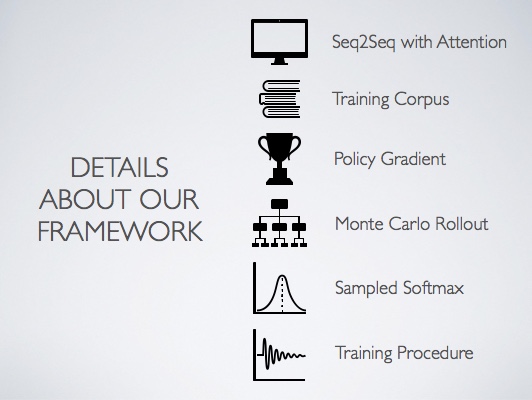 DETAILS
ABOUT OUR
FRAMEWORK
Seq2Seq with Attention
Training Corpus
Policy Gradient
Monte Carlo Rollout
Sampled Softmax
Training Procedure